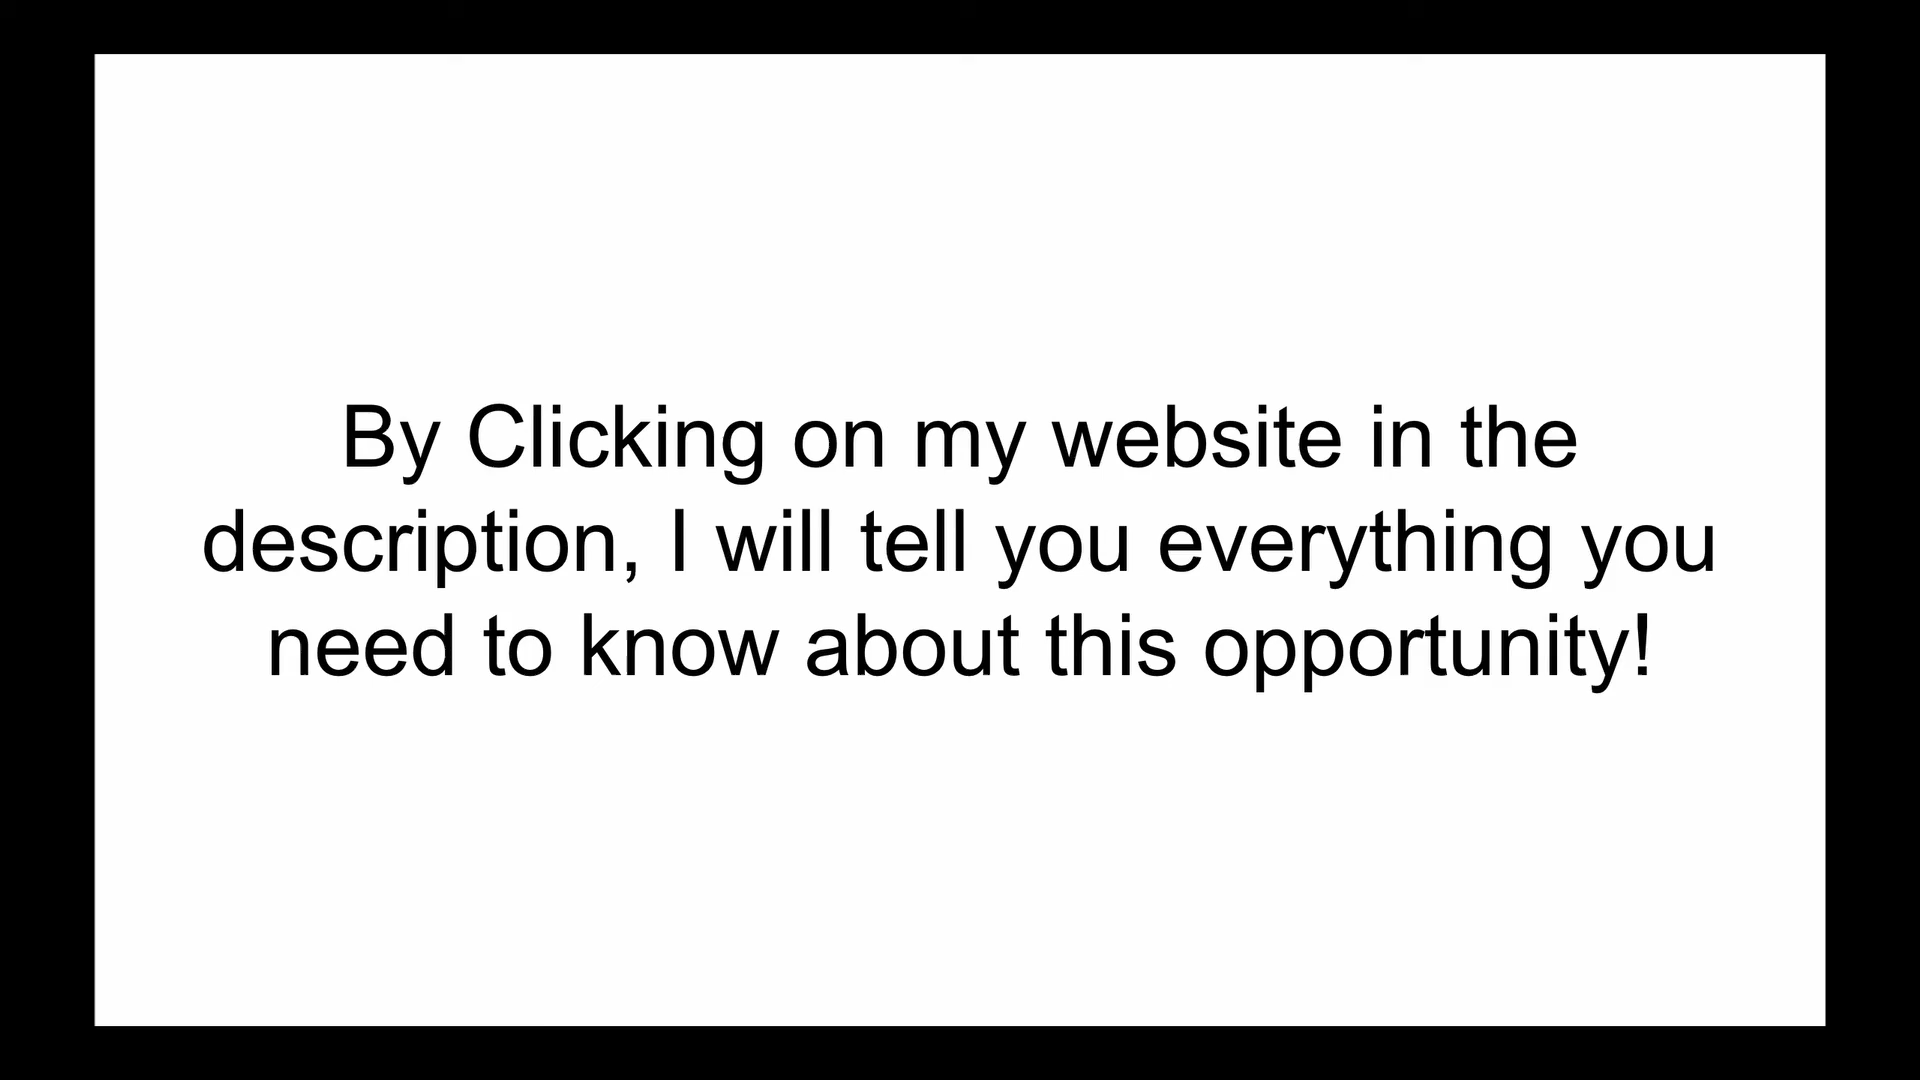 By Clicking on my website in the
description, I will tell you everything you
need to know about this opportunity!